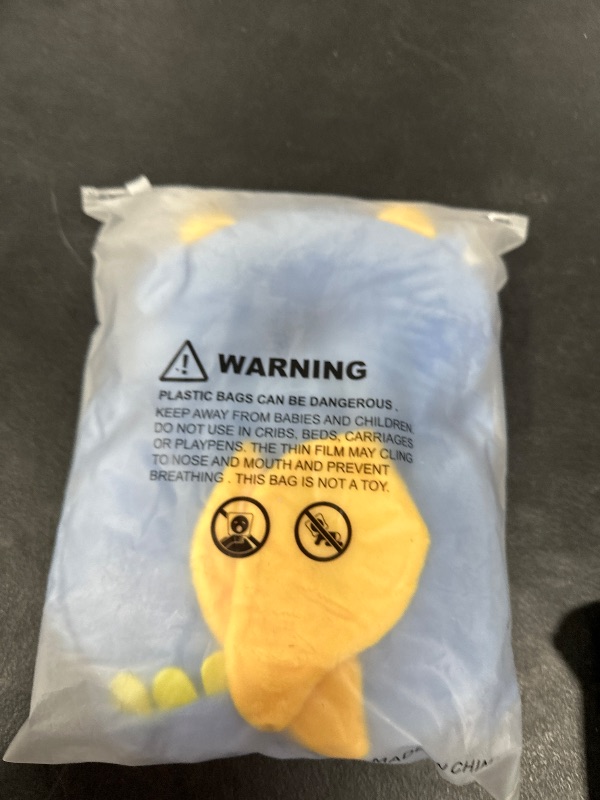 WARNING
PLASTIC BAGS CAN BE DANGEROUS .
KEEP AWAY FROM BABIES AND CHILDREN.
DO NOT USE IN CRIBS, BEDS, CARRIAGES
OR PLAYPENS. THE THIN FILM MAY CLING
TO NOSE AND MOUTH AND PREVENT
BREATHING . THIS BAG IS NOT A TOY.